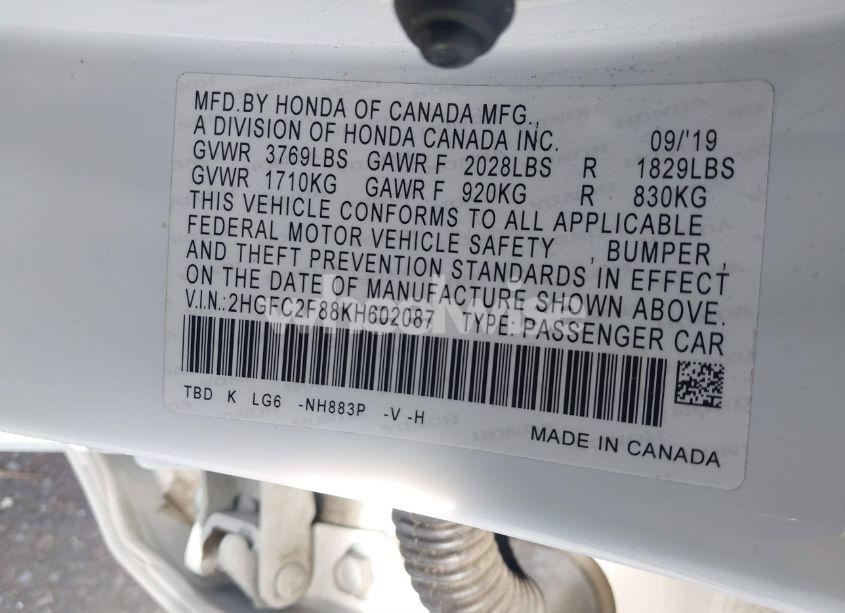 MFD.BY HONDA OF CANADA MFG.,
A DIVISION OF HONDA CANADA INC. 09/'19
GVWR 3769LBS GAWR F 2028LBS R 1829LBS
GVWR 1710KG GAWR F 920KG R 830KG
THIS VEHICLE CONFORMS TO ALL APPLICABLE
FEDERAL MOTOR VEHICLE SAFETY , BUMPER ,
AND THEFT PREVENTION STANDARDS IN EFFECT
ON THE DATE OF MANUFACTURE SHOWN ABOVE.
V.I.N.:2HGFC2F88KH602087 TYPE: PASSENGER CAR
TBD K LG6 -NH883P -V -H
MADE IN CANADA